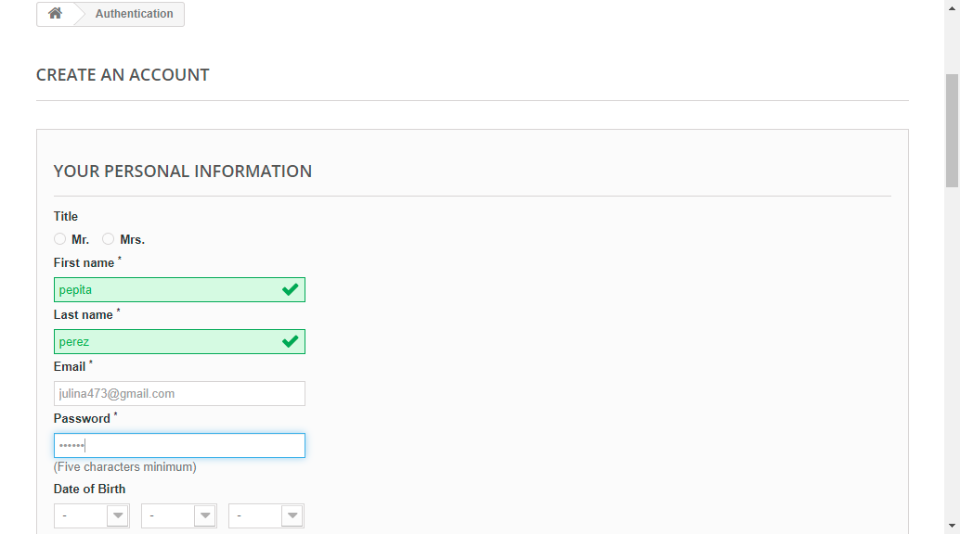 Authentication
CREATE AN ACCOUNT
YOUR PERSONAL INFORMATION
Title
Mr. Mrs.
First name *
pepita
Last name *
perez
Email *
julina473@gmail.com
Password *
••••••
(Five characters minimum)
Date of Birth
- - -